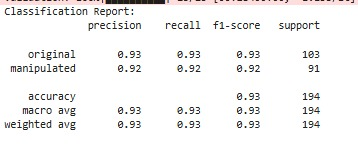 Classification Report:
precision recall f1-score support
original 0.93 0.93 0.93 103
manipulated 0.92 0.92 0.92 91
accuracy 0.93 194
macro avg 0.93 0.93 0.93 194
weighted avg 0.93 0.93 0.93 194